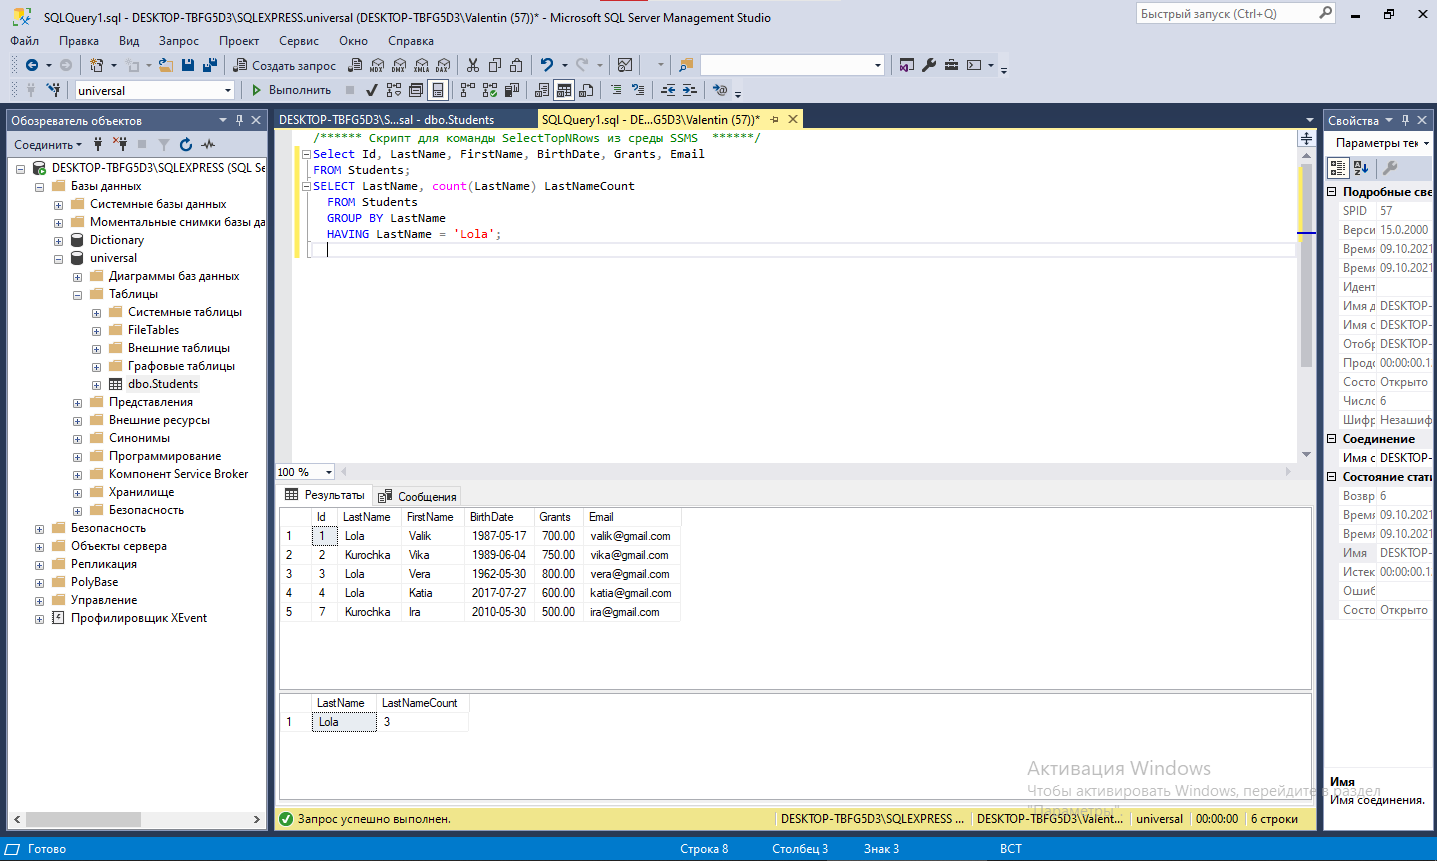 SQLQuery1.sql - DESKTOP-TBFG5D3\SQLEXPRESS.universal (DESKTOP-TBFG5D3\Valentin (57))* - Microsoft SQL Server Management Studio
Быстрый запуск (Ctrl+Q)
Файл Правка Вид Запрос Проект Сервис Окно Справка
Создать запрос MDX DMX XMLA DAX
universal Выполнить
Обозреватель объектов
Соединить
DESKTOP-TBFG5D3\SQLEXPRESS (SQL Se
Базы данных
Системные базы данных
Моментальные снимки базы да
Dictionary
universal
Диаграммы баз данных
Таблицы
Системные таблицы
FileTables
Внешние таблицы
Графовые таблицы
dbo.Students
Представления
Внешние ресурсы
Синонимы
Программирование
Компонент Service Broker
Хранилище
Безопасность
Безопасность
Объекты сервера
Репликация
PolyBase
Управление
Профилировщик XEvent
DESKTOP-TBFG5D3\S...sal - dbo.Students
SQLQuery1.sql - DE...G5D3\Valentin (57))*
/****** Скрипт для команды SelectTopNRows из среды SSMS ******/
Select Id, LastName, FirstName, BirthDate, Grants, Email
FROM Students;
SELECT LastName, count(LastName) LastNameCount
FROM Students
GROUP BY LastName
HAVING LastName = 'Lola';
100 %
Результаты Сообщения
Id LastName FirstName BirthDate Grants Email
1 1 Lola Valik 1987-05-17 700.00 valik@gmail.com
2 2 Kurochka Vika 1989-06-04 750.00 vika@gmail.com
3 3 Lola Vera 1962-05-30 800.00 vera@gmail.com
4 4 Lola Katia 2017-07-27 600.00 katia@gmail.com
5 7 Kurochka Ira 2010-05-30 500.00 ira@gmail.com
LastName LastNameCount
1 Lola 3
Запрос успешно выполнен.
DESKTOP-TBFG5D3\SQLEXPRESS ... DESKTOP-TBFG5D3\Valent... universal 00:00:00 6 строки
Свойства
Параметры тек
Подробные све
SPID 57
Верси 15.0.2000
Время 09.10.2021
Время 09.10.2021
Идент
Имя д DESKTOP-
Имя с DESKTOP-
Отобр DESKTOP-
Продо 00:00:00.1
Состо Открыто
Число 6
Шифр Незашиф
Соединение
Имя с DESKTOP-
Состояние стати
Возвр 6
Время 09.10.2021
Время 09.10.2021
Имя DESKTOP-
Истек 00:00:00.1
Ошиб
Состо Открыто
Имя
Имя соединения.
Активация Windows
Чтобы активировать Windows, перейдите в раздел
"Параметры".
Готово Строка 8 Столбец 3 Знак 3 ВСТ